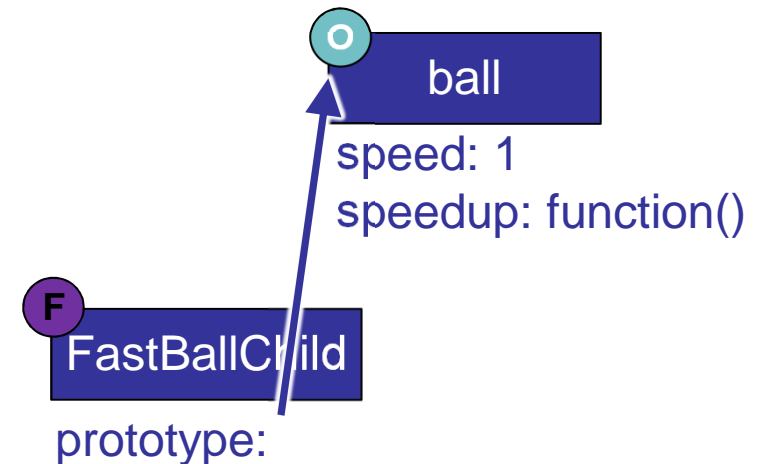 O
ball
speed: 1
speedup: function()
F
FastBallChild
prototype: